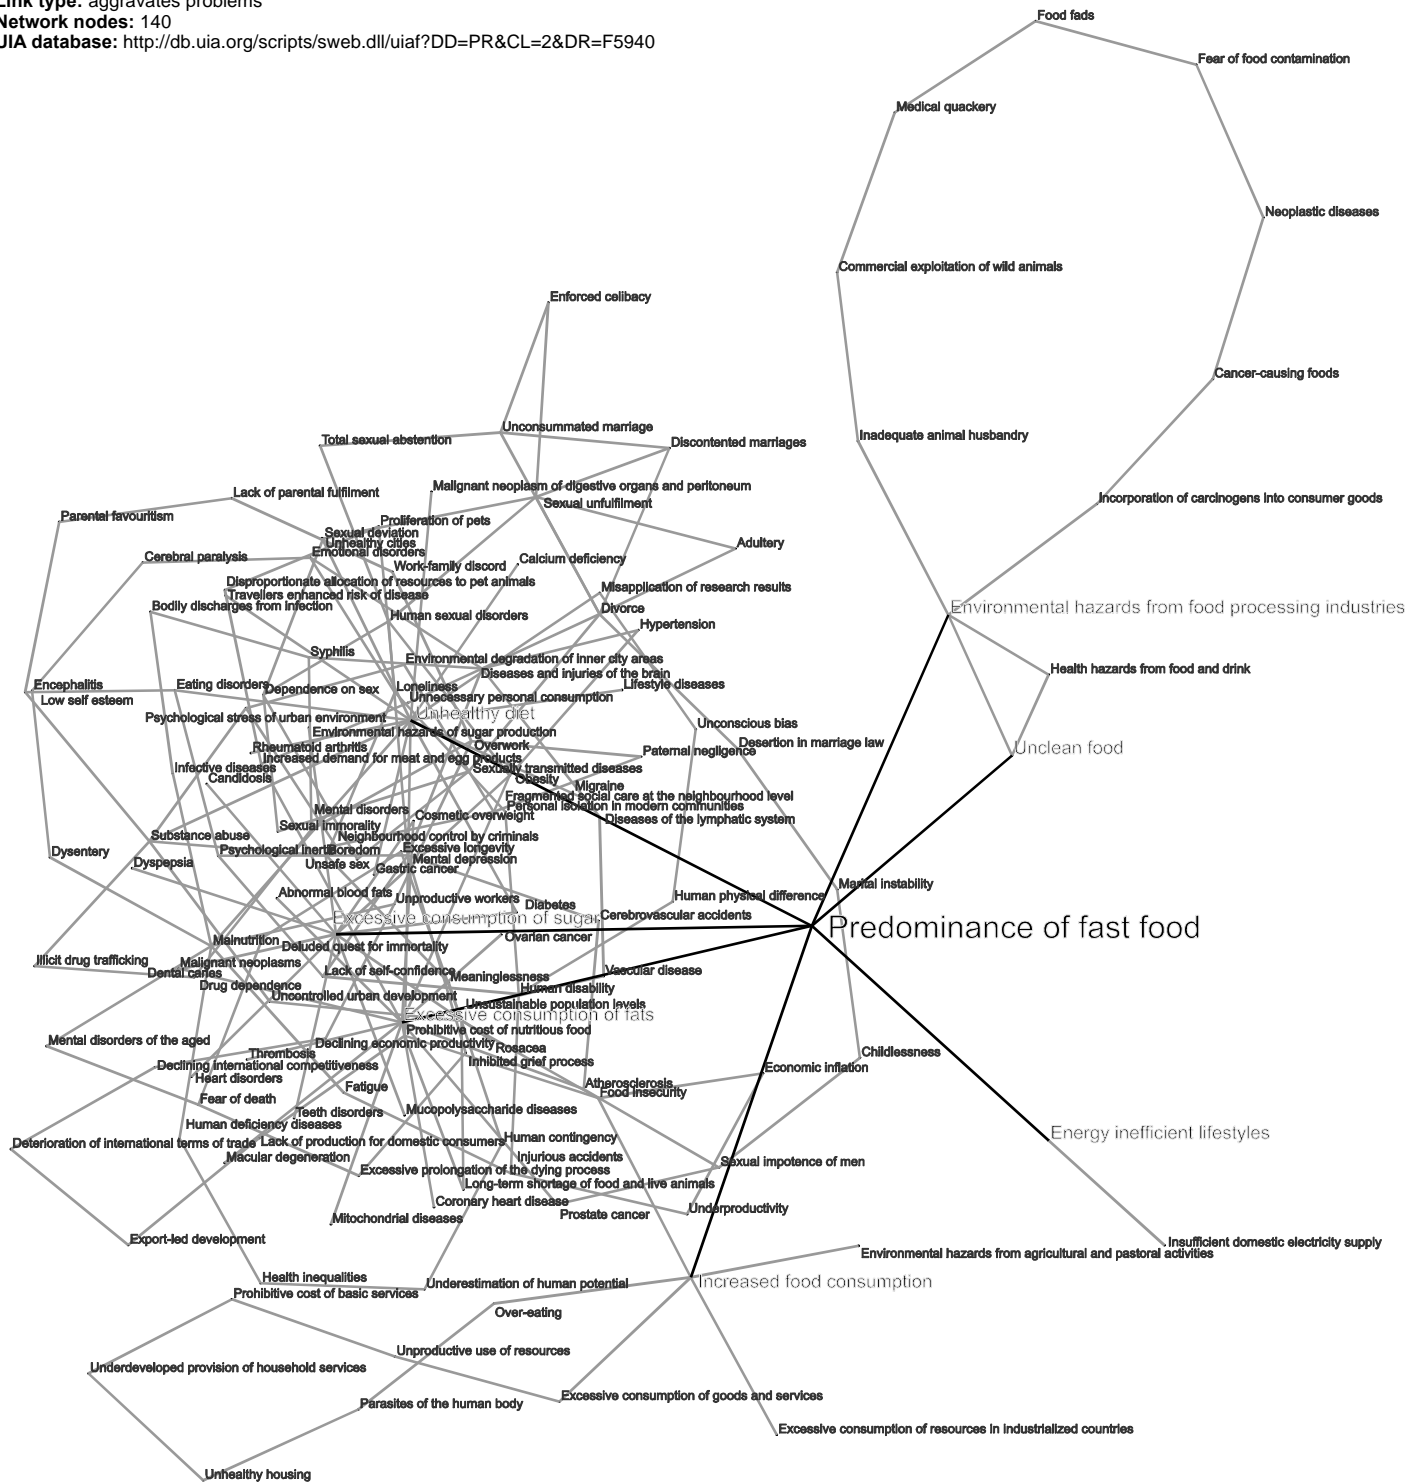 Link type: aggravates problems
Network nodes: 140
UIA database: http://db.uia.org/scripts/sweb.dll/uiaf?DD=PR&CL=2&DR=F5940
Food fads
Fear of food contamination
Medical quackery
Neoplastic diseases
Commercial exploitation of wild animals
Enforced celibacy
Cancer-causing foods
Unconsummated marriage
Inadequate animal husbandry
Total sexual abstention
Discontented marriages
Malignant neoplasm of digestive organs and peritoneum
Lack of parental fulfilment
Incorporation of carcinogens into consumer goods
Sexual unfulfilment
Parental favouritism
Proliferation of pets
Sexual deviation
Unhealthy cities
Adultery
Emotional disorders
Cerebral paralysis
Calcium deficiency
Work-family discord
Disproportionate allocation of resources to pet animals
Misapplication of research results
Travellers enhanced risk of disease
Bodily discharges from infection
Environmental hazards from food processing industries
Divorce
Human sexual disorders
Hypertension
Syphilis
Environmental degradation of inner city areas
Health hazards from food and drink
Diseases and injuries of the brain
Encephalitis
Eating disorders
Dependence on sex
Loneliness
Lifestyle diseases
Low self esteem
Unnecessary personal consumption
Psychological stress of urban environment
Unhealthy diet
Unconscious bias
Environmental hazards of sugar production
Desertion in marriage law
Rheumatoid arthritis
Overwork
Unclean food
Paternal negligence
Increased demand for meat and egg products
Infective diseases
Sexually transmitted diseases
Candidosis
Obesity
Migraine
Fragmented social care at the neighbourhood level
Personal isolation in modern communities
Mental disorders
Cosmetic overweight
Diseases of the lymphatic system
Sexual immorality
Substance abuse
Neighbourhood control by criminals
Dysentery
Psychological inertia
Boredom
Excessive longevity
Dyspepsia
Unsafe sex
Mental depression
Gastric cancer
Marital instability
Abnormal blood fats
Unproductive workers
Human physical difference
Diabetes
Excessive consumption of sugar
Cerebrovascular accidents
Predominance of fast food
Malnutrition
Deluded quest for immortality
Ovarian cancer
Illicit drug trafficking
Malignant neoplasms
Dental caries
Lack of self-confidence
Meaninglessness
Vascular disease
Drug dependence
Human disability
Uncontrolled urban development
Unsustainable population levels
Excessive consumption of fats
Prohibitive cost of nutritious food
Mental disorders of the aged
Declining economic productivity
Rosacea
Thrombosis
Inhibited grief process
Childlessness
Declining international competitiveness
Economic inflation
Heart disorders
Fatigue
Atherosclerosis
Food insecurity
Fear of death
Teeth disorders
Mucopolysaccharide diseases
Human deficiency diseases
Energy inefficient lifestyles
Deterioration of international terms of trade
Lack of production for domestic consumers
Human contingency
Macular degeneration
Injurious accidents
Sexual impotence of men
Excessive prolongation of the dying process
Long-term shortage of food and live animals
Coronary heart disease
Underproductivity
Mitochondrial diseases
Prostate cancer
Export-led development
Insufficient domestic electricity supply
Environmental hazards from agricultural and pastoral activities
Health inequalities
Underestimation of human potential
Increased food consumption
Prohibitive cost of basic services
Over-eating
Unproductive use of resources
Underdeveloped provision of household services
Excessive consumption of goods and services
Parasites of the human body
Excessive consumption of resources in industrialized countries
Unhealthy housing